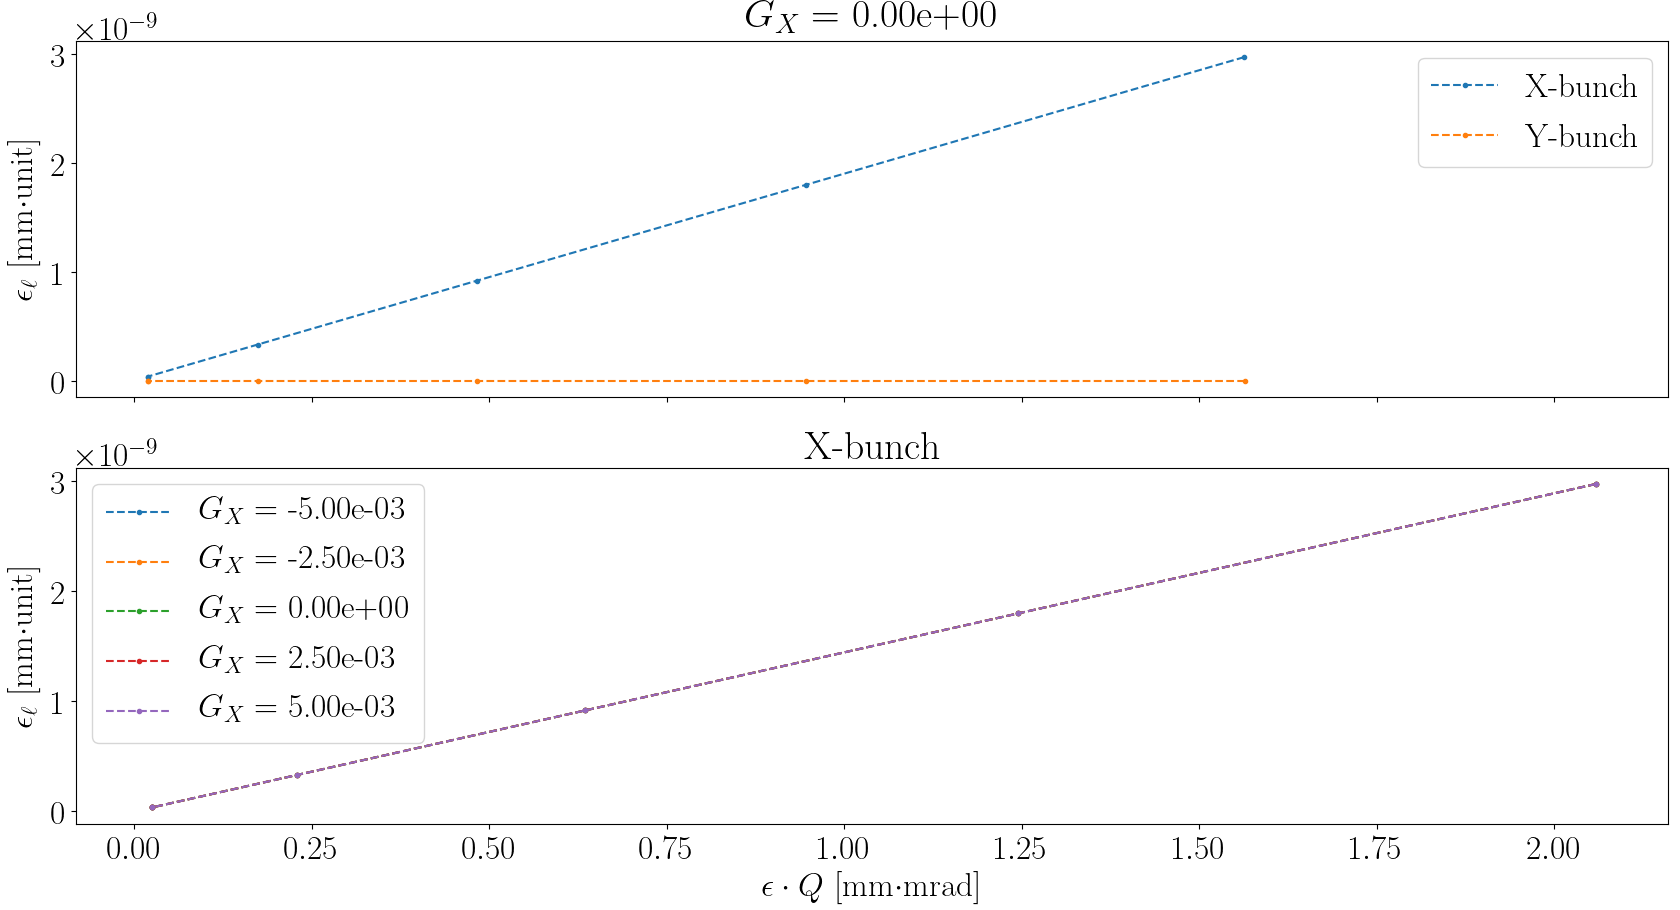 G_X = 0.00e+00
×10⁻⁹
3
2
1
0
ϵ_ℓ [mm·unit]
X-bunch
Y-bunch
X-bunch
×10⁻⁹
3
2
1
0
ϵ_ℓ [mm·unit]
G_X = -5.00e-03
G_X = -2.50e-03
G_X = 0.00e+00
G_X = 2.50e-03
G_X = 5.00e-03
0.00 0.25 0.50 0.75 1.00 1.25 1.50 1.75 2.00
ϵ · Q [mm·mrad]